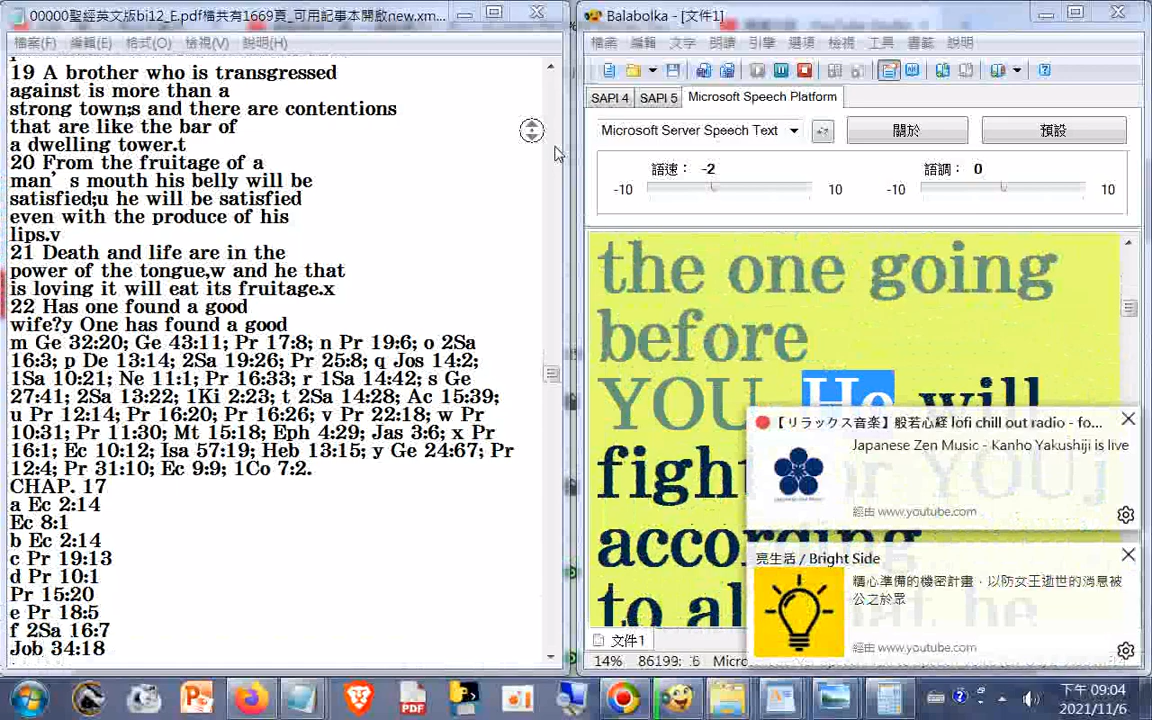 00000聖經英文版bi12_E.pdf檔共有1669頁_可用記事本開啟new.xm...
檔案(F) 編輯(E) 格式(O) 檢視(V) 說明(H)
19 A brother who is transgressed
against is more than a
strong town;s and there are contentions
that are like the bar of
a dwelling tower.t
20 From the fruitage of a
man’s mouth his belly will be
satisfied;u he will be satisfied
even with the produce of his
lips.v
21 Death and life are in the
power of the tongue,w and he that
is loving it will eat its fruitage.x
22 Has one found a good
wife?y One has found a good
m Ge 32:20; Ge 43:11; Pr 17:8; n Pr 19:6; o 2Sa
16:3; p De 13:14; 2Sa 19:26; Pr 25:8; q Jos 14:2;
1Sa 10:21; Ne 11:1; Pr 16:33; r 1Sa 14:42; s Ge
27:41; 2Sa 13:22; 1Ki 2:23; t 2Sa 14:28; Ac 15:39;
u Pr 12:14; Pr 16:20; Pr 16:26; v Pr 22:18; w Pr
10:31; Pr 11:30; Mt 15:18; Eph 4:29; Jas 3:6; x Pr
16:1; Ec 10:12; Isa 57:19; Heb 13:15; y Ge 24:67; Pr
12:4; Pr 31:10; Ec 9:9; 1Co 7:2.
CHAP. 17
a Ec 2:14
Ec 8:1
b Ec 2:14
c Pr 19:13
d Pr 10:1
Pr 15:20
e Pr 18:5
f 2Sa 16:7
Job 34:18
Balabolka - [文件1]
檔案 編輯 文字 朗讀 引擎 選項 檢視 工具 書籤 說明
SAPI 4 SAPI 5 Microsoft Speech Platform
Microsoft Server Speech Text 關於 預設
語速: -2 語調: 0
-10 10 -10 10
the one going
before
YOU He will
fight for YOU
according
to all that he
【リラックス音楽】般若心経 lofi chill out radio - fo...
Japanese Zen Music - Kanho Yakushiji is live
經由 www.youtube.com
亮生活 / Bright Side
精心準備的機密計畫，以防女王逝世的消息被
公之於眾
經由 www.youtube.com
文件1
14% 86199: 6 Micro
PDF
下午 09:04
2021/11/6